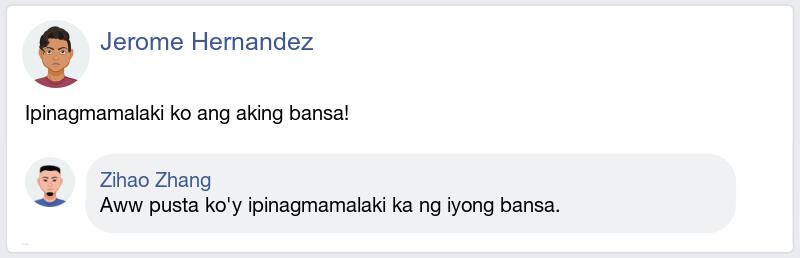 Jerome Hernandez
Ipinagmamalaki ko ang aking bansa!
Zihao Zhang
Aww pusta ko'y ipinagmamalaki ka ng iyong bansa.